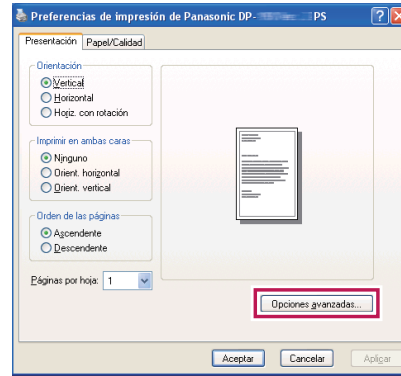 Preferencias de impresión de Panasonic DP- PS
Presentación Papel/Calidad
Orientación
Vertical
Horizontal
Horiz. con rotación
Imprimir en ambas caras
Ninguno
Orient. horizontal
Orient. vertical
Orden de las páginas
Ascendente
Descendente
Páginas por hoja: 1
Opciones avanzadas...
Aceptar Cancelar Aplicar